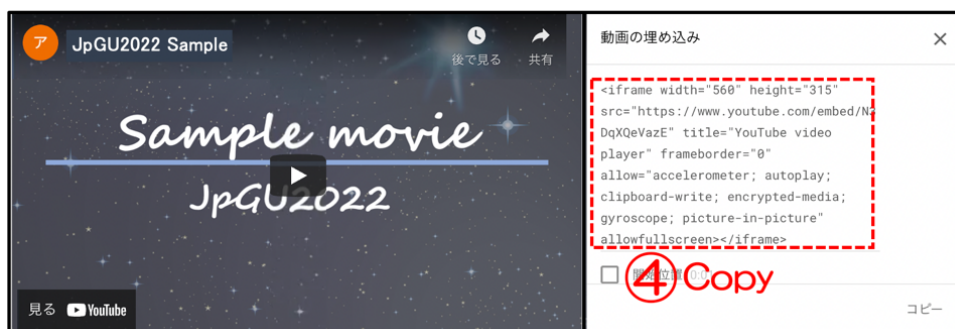 ア JpGU2022 Sample
後で見る
共有
Sample movie
JpGU2022
見る YouTube
動画の埋め込み
<iframe width="560" height="315"
src="https://www.youtube.com/embed/N3
DqXQeVazE" title="YouTube video
player" frameborder="0"
allow="accelerometer; autoplay;
clipboard-write; encrypted-media;
gyroscope; picture-in-picture"
allowfullscreen></iframe>
④Copy
コピー